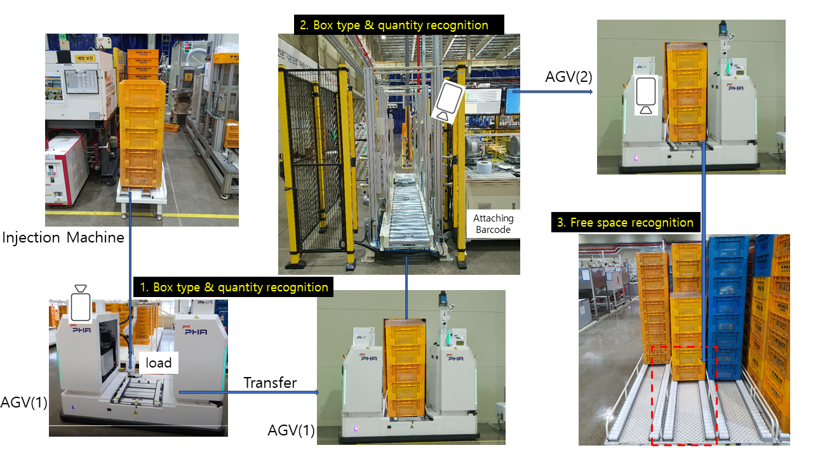 2. Box type & quantity recognition
AGV(2)
PHA
Attaching
Barcode
Injection Machine
3. Free space recognition
1. Box type & quantity recognition
PHA
load
Transfer
AGV(1)
PHA
PHA
AGV(1)